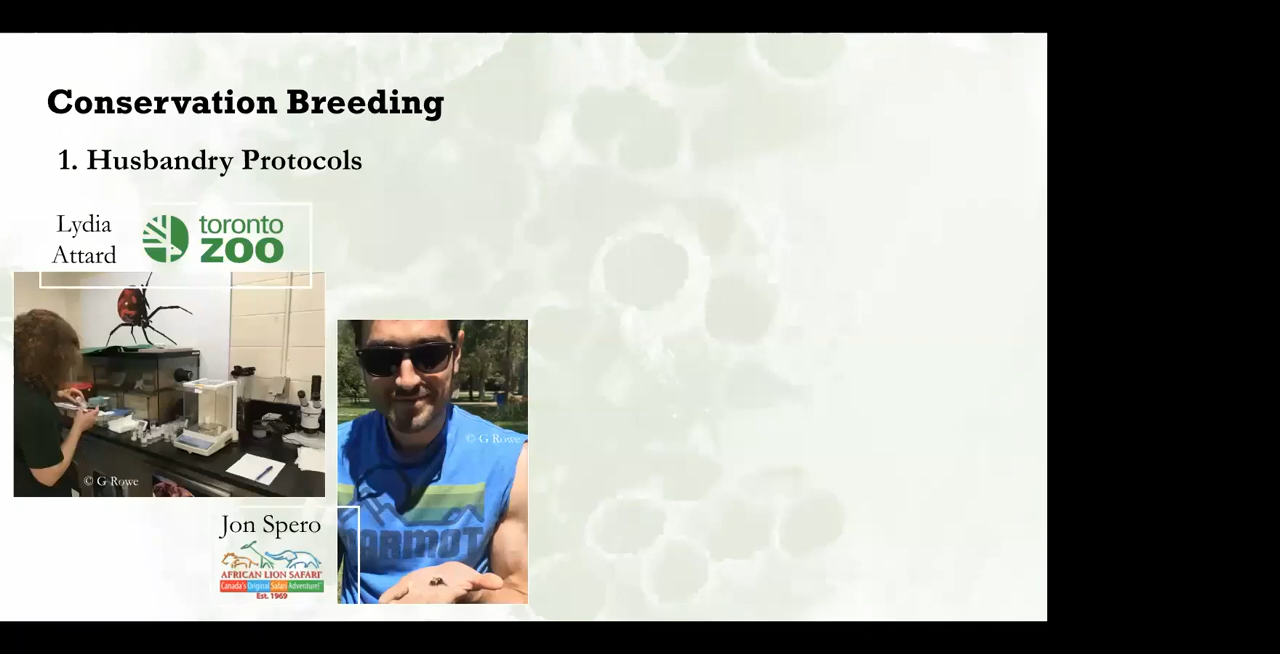 Conservation Breeding
1. Husbandry Protocols
Lydia
Attard
toronto
zoo
© G Rowe
© G Rowe
MARMOT
Jon Spero
AFRICAN LION SAFARI
Canada's Original Safari Adventure!
Est. 1969